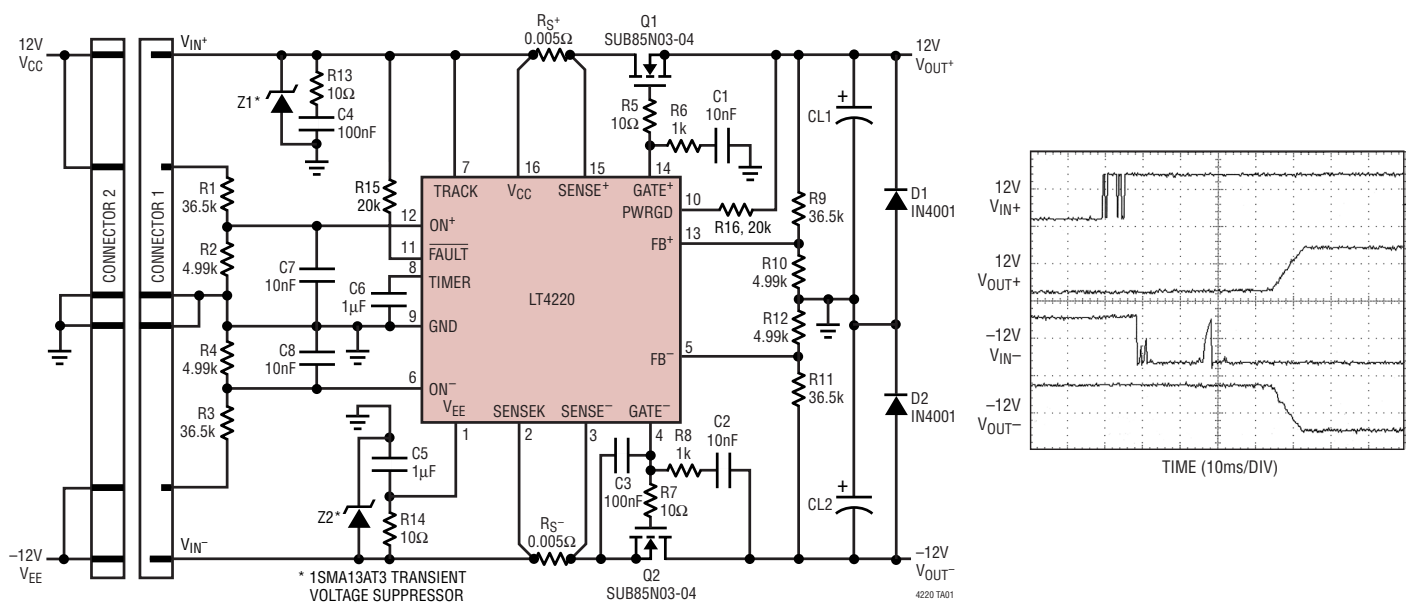 12V
VCC
CONNECTOR 2
CONNECTOR 1
VIN+
Z1*
R13
10Ω
C4
100nF
RS+
0.005Ω
Q1
SUB85N03-04
R5
10Ω
R6
1k
C1
10nF
12V
VOUT+
CL1
+
R1
36.5k
R2
4.99k
R4
4.99k
R3
36.5k
R15
20k
C7
10nF
C8
10nF
C6
1µF
7
16
15
14
12
11
8
9
6
10
13
5
1
2
3
4
TRACK
VCC
SENSE+
GATE+
ON+
PWRGD
FAULT
FB+
TIMER
LT4220
GND
FB−
ON−
VEE
SENSEK
SENSE−
GATE−
R16, 20k
R9
36.5k
R10
4.99k
R12
4.99k
R11
36.5k
D1
IN4001
D2
IN4001
C5
1µF
Z2*
R14
10Ω
C3
100nF
R8
1k
C2
10nF
R7
10Ω
+
CL2
RS−
0.005Ω
Q2
SUB85N03-04
−12V
VEE
VIN−
* 1SMA13AT3 TRANSIENT
VOLTAGE SUPPRESSOR
−12V
VOUT−
4220 TA01
12V
VIN+
12V
VOUT+
−12V
VIN−
−12V
VOUT−
TIME (10ms/DIV)